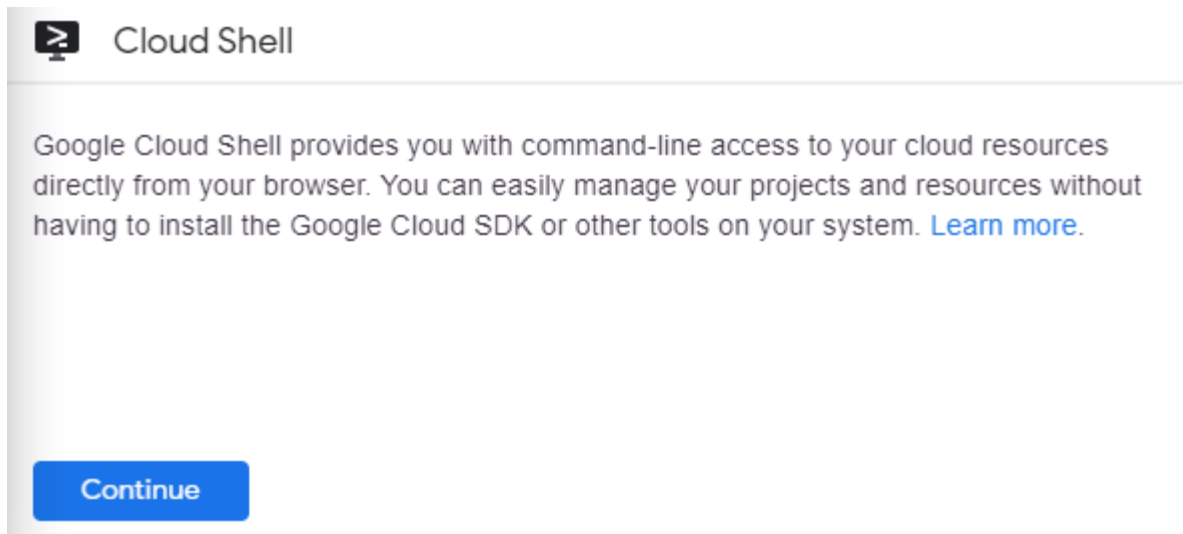 Cloud Shell
Google Cloud Shell provides you with command-line access to your cloud resources
directly from your browser. You can easily manage your projects and resources without
having to install the Google Cloud SDK or other tools on your system. Learn more.
Continue